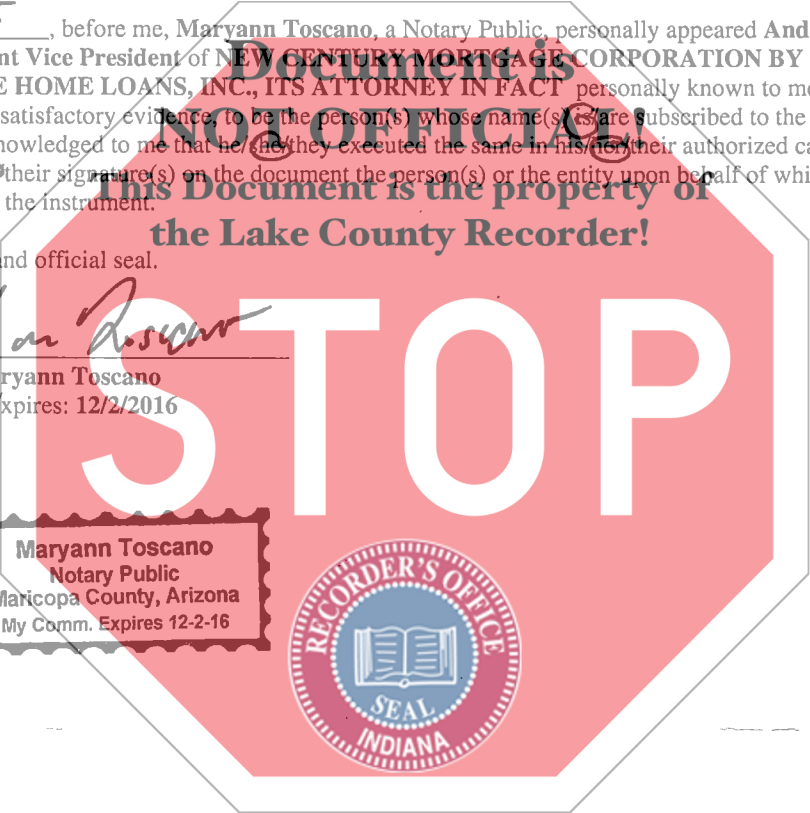 , before me, Maryann Toscano, a Notary Public, personally appeared And
nt Vice President of NEW CENTURY MORTGAGE CORPORATION BY
E HOME LOANS, INC., ITS ATTORNEY IN FACT personally known to me
satisfactory evidence, to be the person(s) whose name(s) is/are subscribed to the
nowledged to me that he/she/they executed the same in his/her/their authorized ca
their signature(s) on the document the person(s) or the entity upon behalf of whi
the instrument.
Document is
NOT OFFICIAL!
This Document is the property of
the Lake County Recorder!
and official seal.
STOP
ryann Toscano
xpires: 12/2/2016
Maryann Toscano
Notary Public
Maricopa County, Arizona
My Comm. Expires 12-2-16
RECORDER'S OFFICE
SEAL
INDIANA